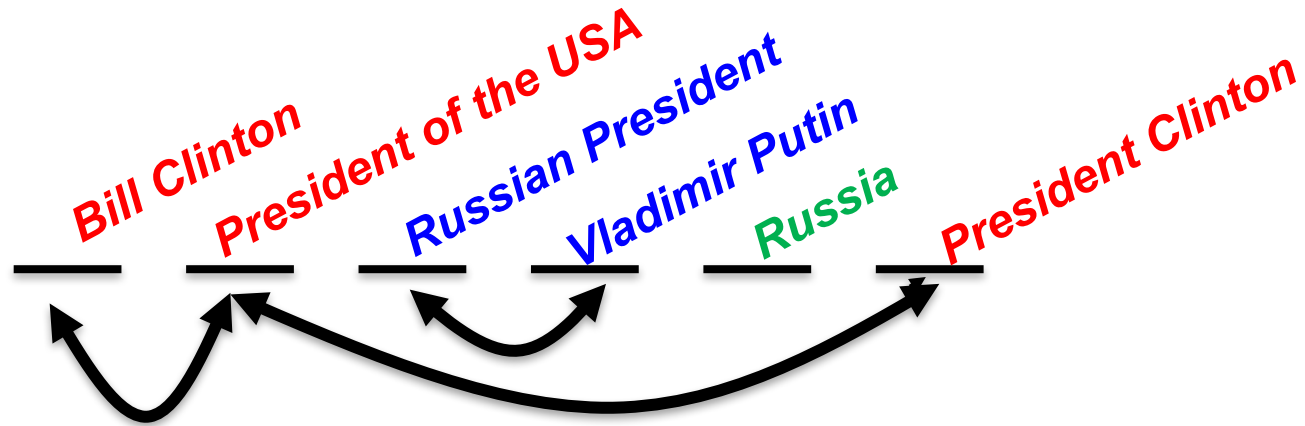 Bill Clinton
President of the USA
Russian President
Vladimir Putin
Russia
President Clinton